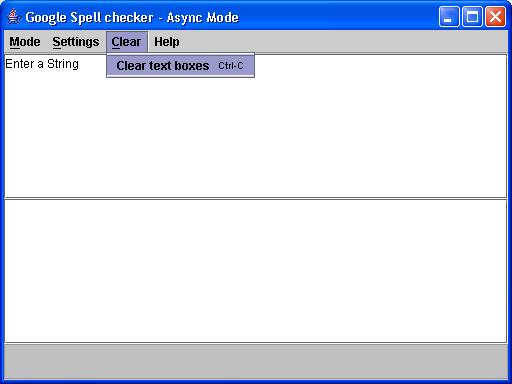 Google Spell checker - Async Mode
Mode Settings Clear Help
Enter a String
Clear text boxes Ctrl-C